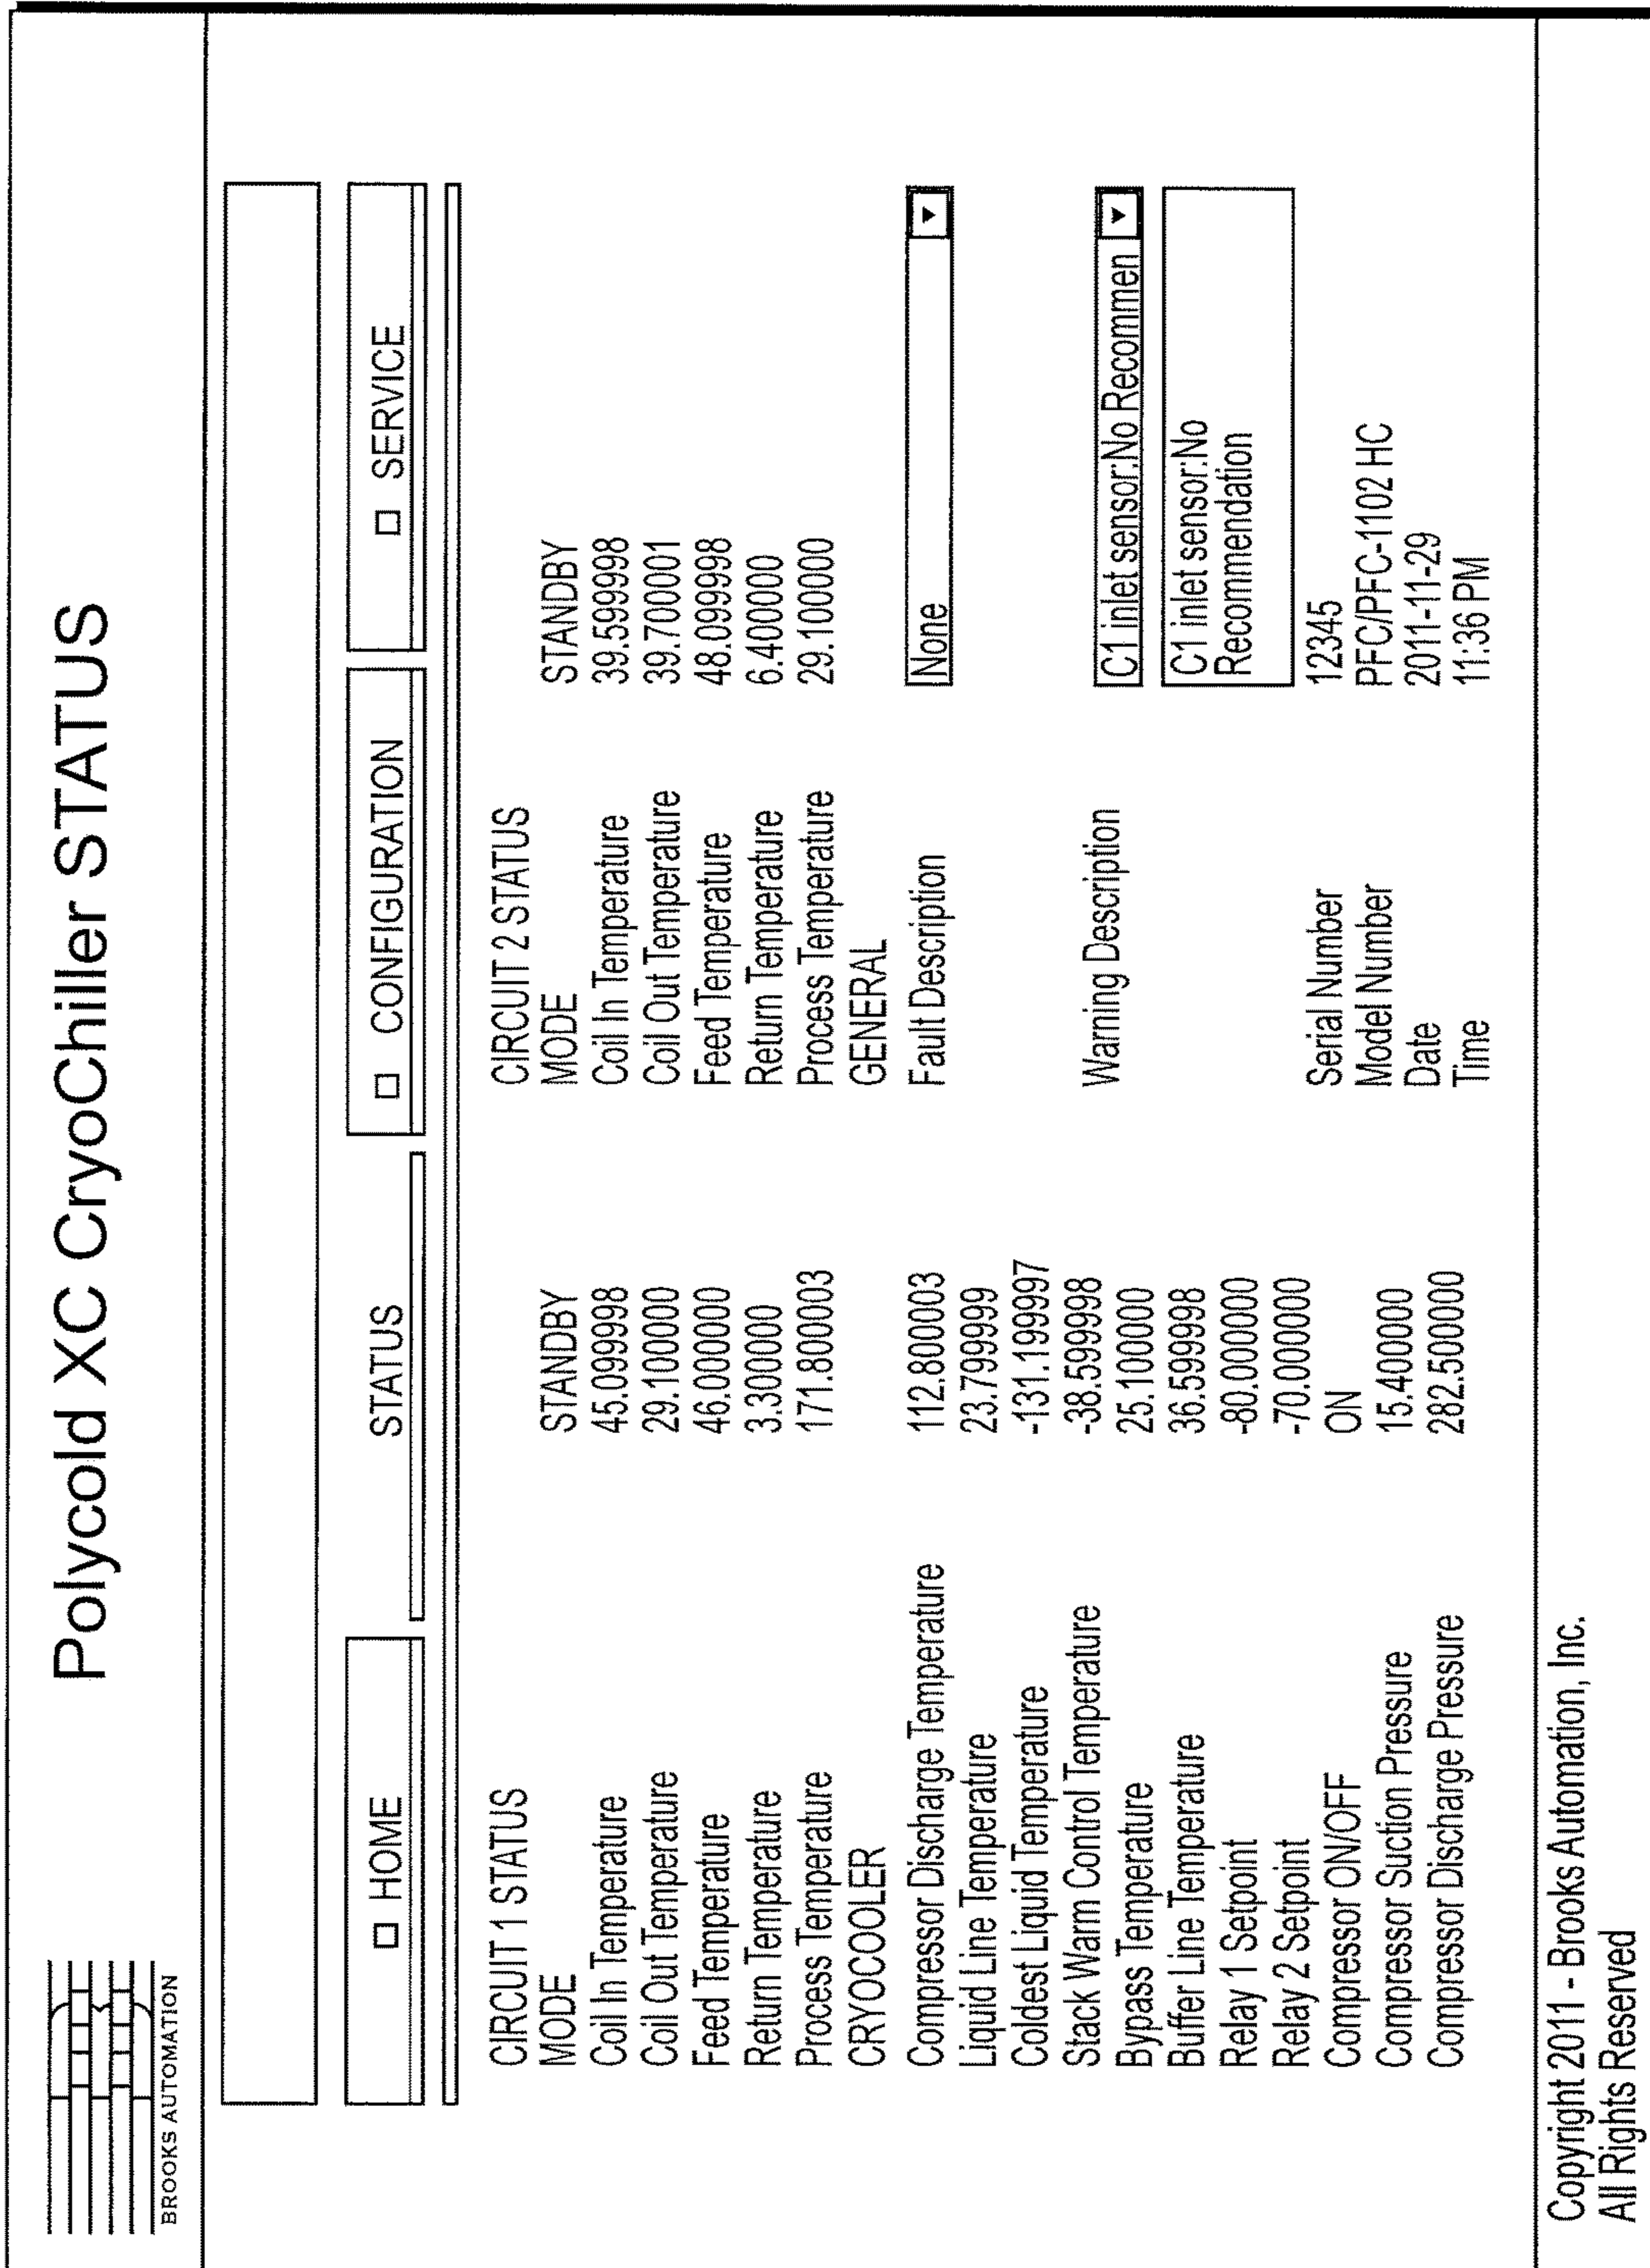 Polycold XC CryoChiller STATUS
BROOKS AUTOMATION
HOME
STATUS
CONFIGURATION
SERVICE
CIRCUIT 1 STATUS
MODE STANDBY
Coil In Temperature 45.099998
Coil Out Temperature 29.100000
Feed Temperature 46.000000
Return Temperature 3.300000
Process Temperature 171.800003
CRYOCOOLER
Compressor Discharge Temperature 112.800003
Liquid Line Temperature 23.799999
Coldest Liquid Temperature -131.199997
Stack Warm Control Temperature -38.599998
Bypass Temperature 25.100000
Buffer Line Temperature 36.599998
Relay 1 Setpoint -80.000000
Relay 2 Setpoint -70.000000
Compressor ON/OFF ON
Compressor Suction Pressure 15.400000
Compressor Discharge Pressure 282.500000
CIRCUIT 2 STATUS
MODE STANDBY
Coil In Temperature 39.599998
Coil Out Temperature 39.700001
Feed Temperature 48.099998
Return Temperature 6.400000
Process Temperature 29.100000
GENERAL
Fault Description None
Warning Description C1 inlet sensor:No Recommen
C1 inlet sensor:No
Recommendation
Serial Number 12345
Model Number PFC/PFC-1102 HC
Date 2011-11-29
Time 11:36 PM
Copyright 2011 - Brooks Automation, Inc.
All Rights Reserved